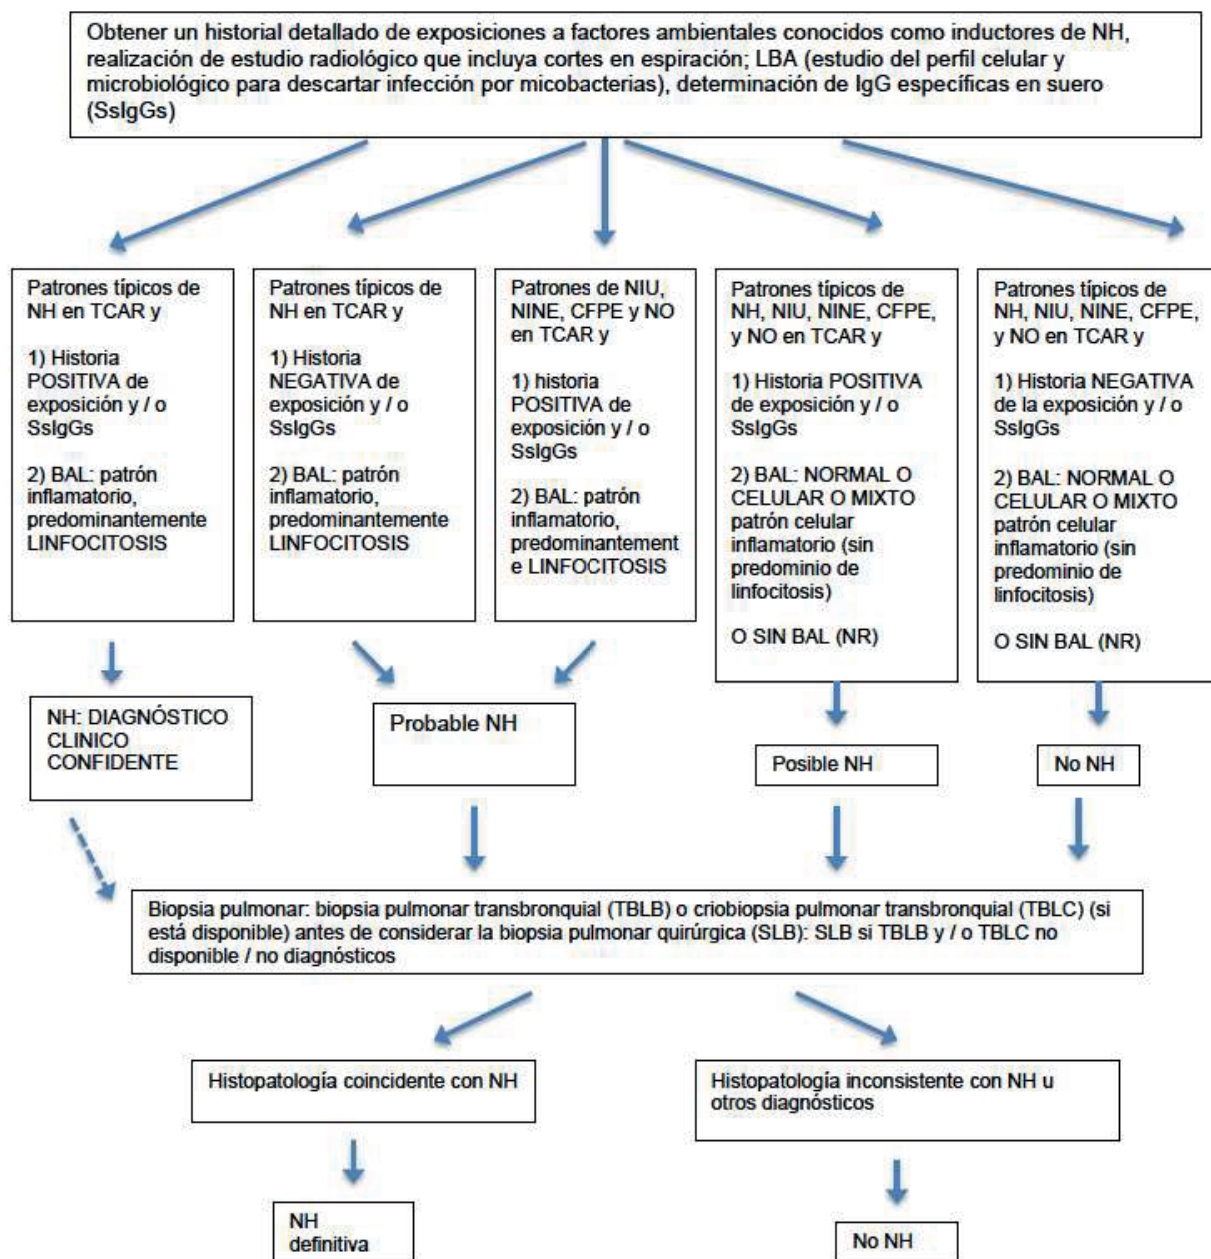 Obtener un historial detallado de exposiciones a factores ambientales conocidos como inductores de NH,
realización de estudio radiológico que incluya cortes en espiración; LBA (estudio del perfil celular y
microbiológico para descartar infección por micobacterias), determinación de IgG específicas en suero
(SsIgGs)
Patrones típicos de
NH en TCAR y
1) Historia
POSITIVA de
exposición y / o
SsIgGs
2) BAL: patrón
inflamatorio,
predominantemente
LINFOCITOSIS
Patrones típicos de
NH en TCAR y
1) Historia
NEGATIVA de
exposición y / o
SsIgGs
2) BAL: patrón
inflamatorio,
predominantemente
LINFOCITOSIS
Patrones de NIU,
NINE, CFPE y NO
en TCAR y
1) historia
POSITIVA de
exposición y / o
SsIgGs
2) BAL: patrón
inflamatorio,
predominantement
e LINFOCITOSIS
Patrones típicos de
NH, NIU, NINE, CFPE,
y NO en TCAR y
1) Historia POSITIVA
de exposición y / o
SsIgGs
2) BAL: NORMAL O
CELULAR O MIXTO
patrón celular
inflamatorio (sin
predominio de
linfocitosis)
O SIN BAL (NR)
Patrones típicos de
NH, NIU, NINE, CFPE,
y NO en TCAR y
1) Historia NEGATIVA
de la exposición y / o
SsIgGs
2) BAL: NORMAL O
CELULAR O MIXTO
patrón celular
inflamatorio (sin
predominio de
linfocitosis)
O SIN BAL (NR)
NH: DIAGNÓSTICO
CLINICO
CONFIDENTE
Probable NH
Posible NH
No NH
Biopsia pulmonar: biopsia pulmonar transbronquial (TBLB) o criobiopsia pulmonar transbronquial (TBLC) (si
está disponible) antes de considerar la biopsia pulmonar quirúrgica (SLB): SLB si TBLB y / o TBLC no
disponible / no diagnósticos
Histopatología coincidente con NH
Histopatología inconsistente con NH u
otros diagnósticos
NH
definitiva
No NH